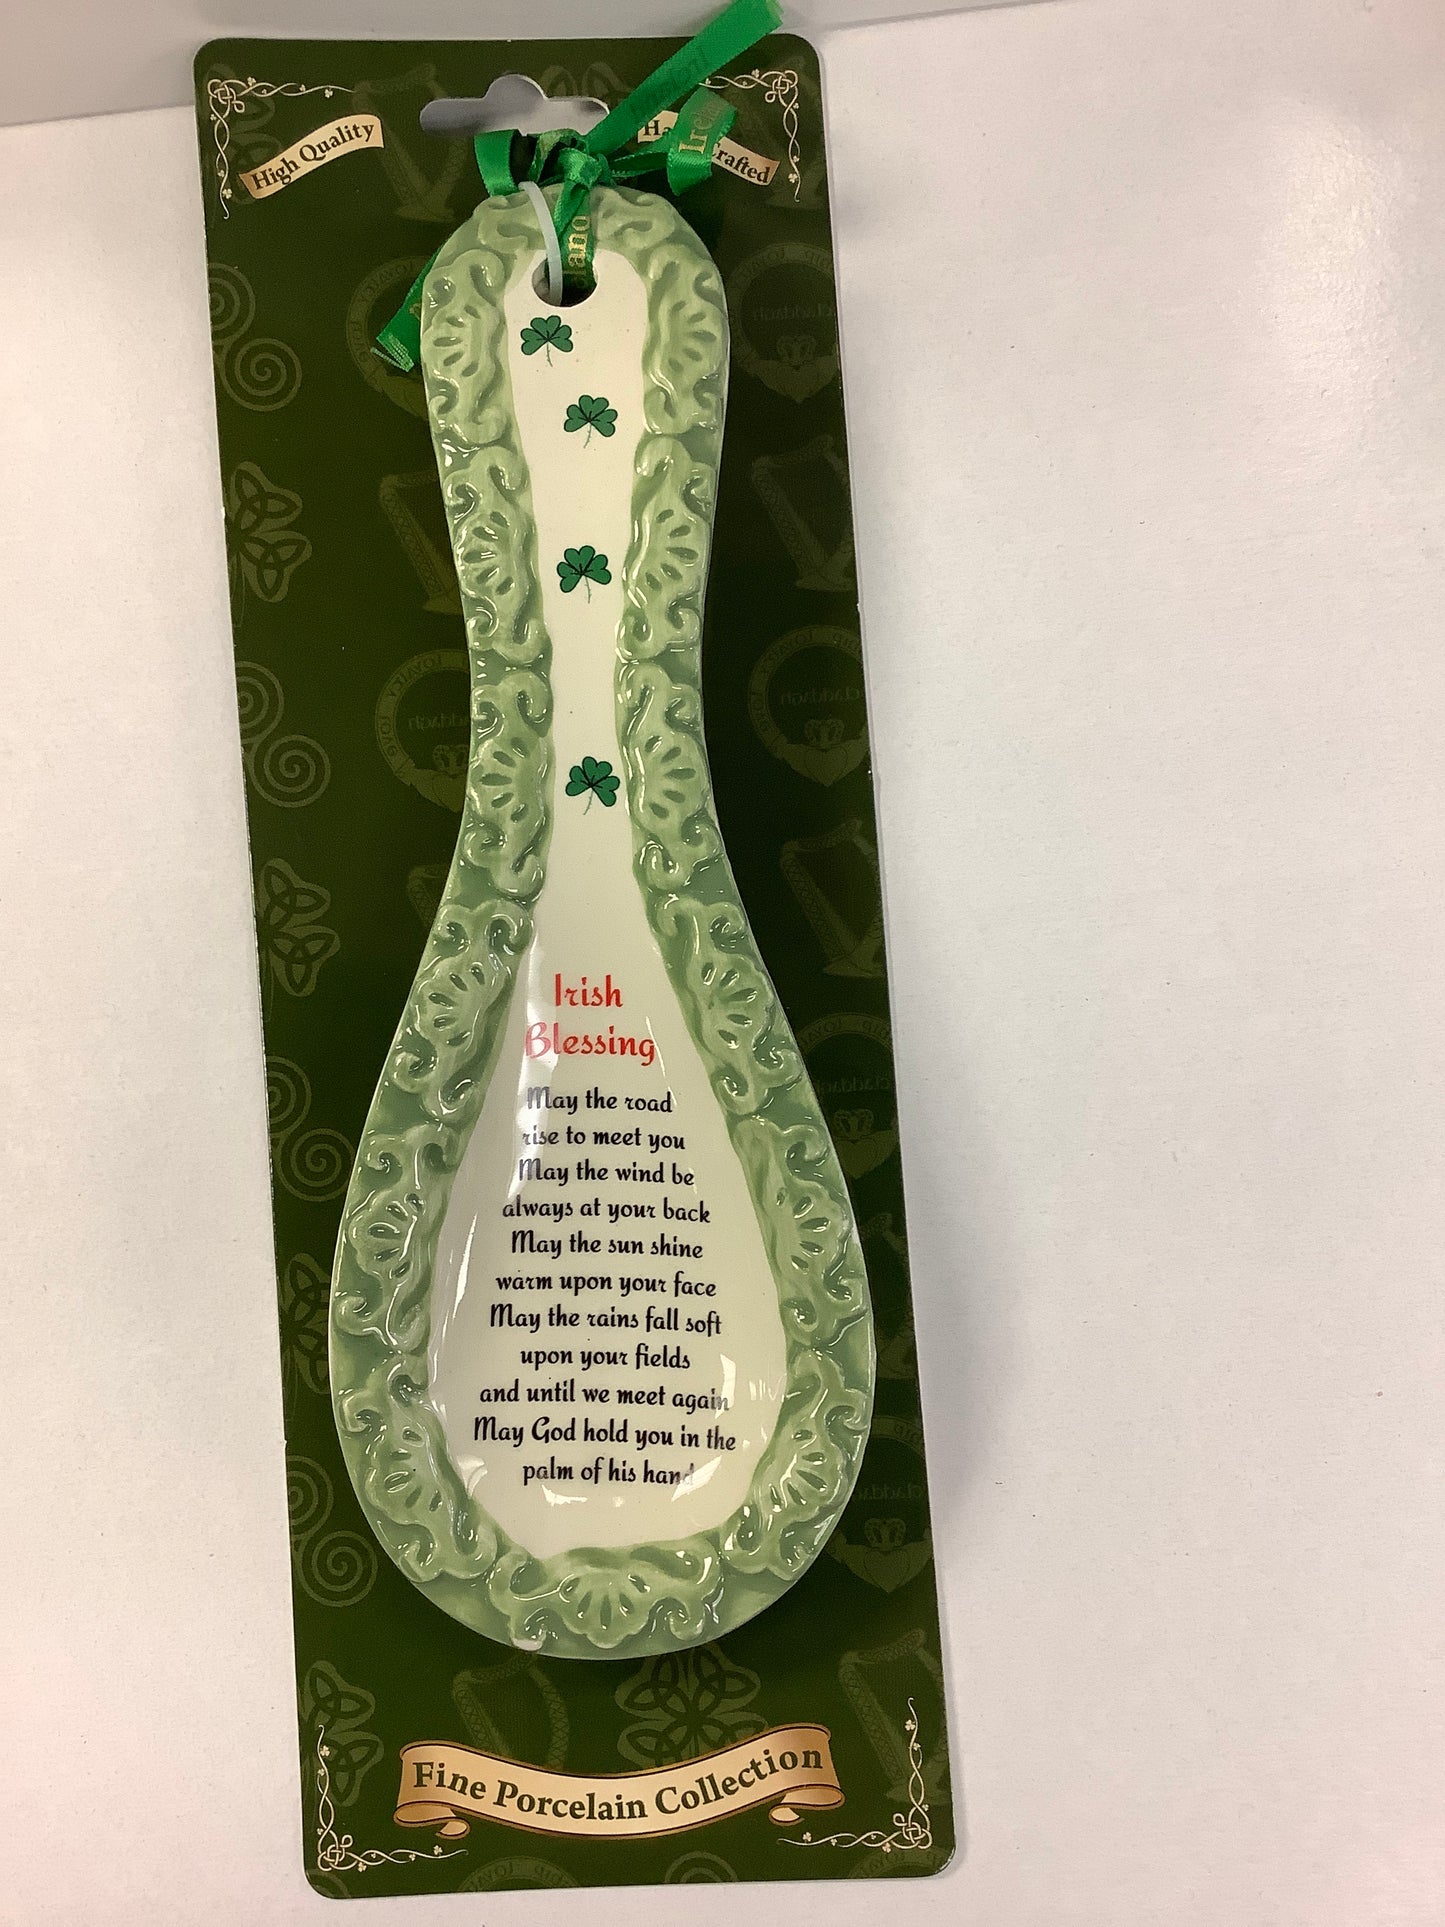 High Quality
Crafted
Ireland
Irish
Blessing
May the road
rise to meet you
May the wind be
always at your back
May the sun shine
warm upon your face
May the rains fall soft
upon your fields
and until we meet again
May God hold you in the
palm of his hand
Fine Porcelain Collection